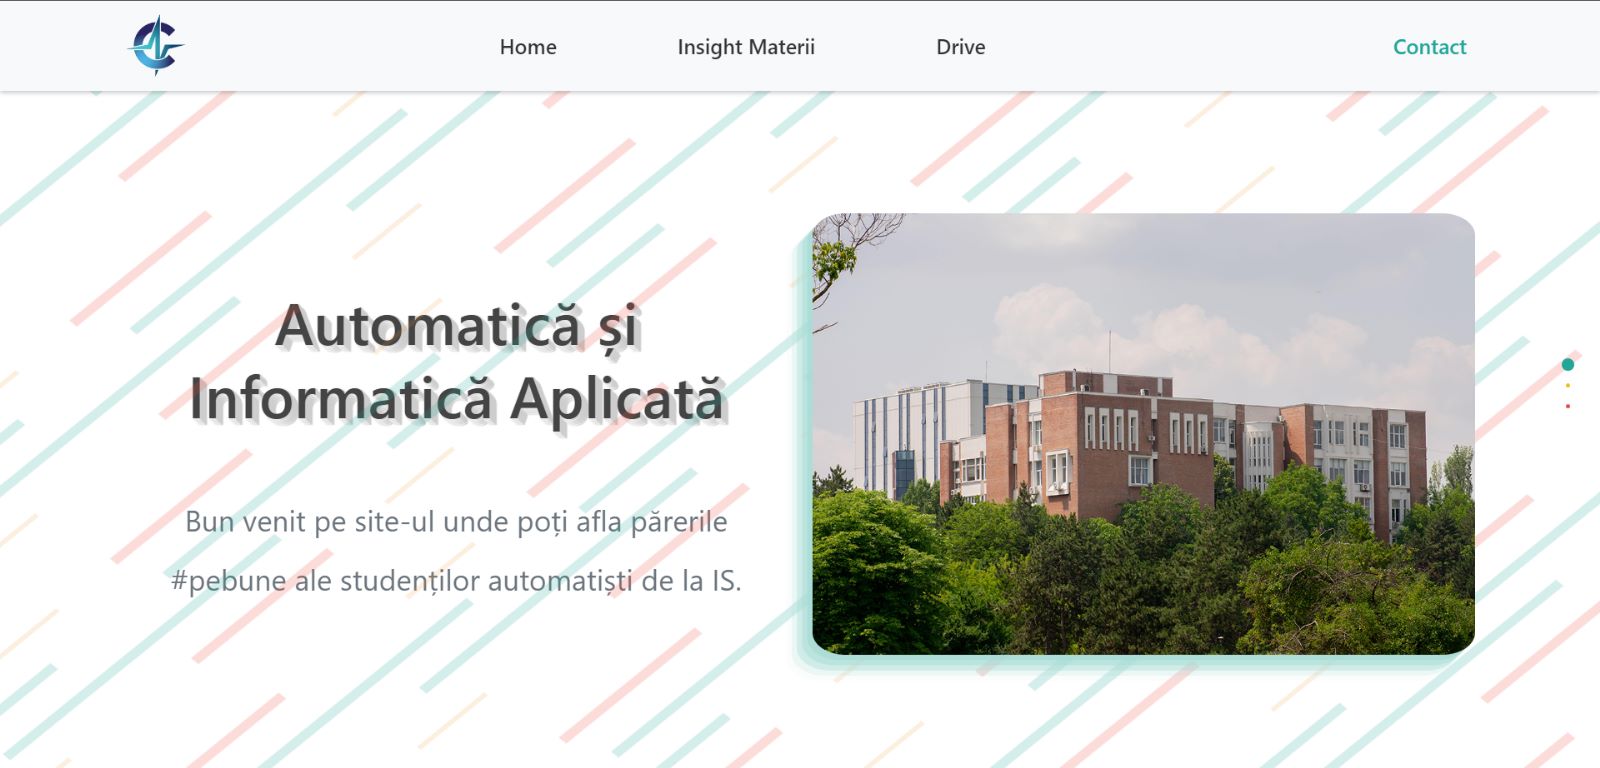 Home
Insight Materii
Drive
Contact
Automatică și
Informatică Aplicată
Bun venit pe site-ul unde poți afla părerile
#pebune ale studenților automatiști de la IS.